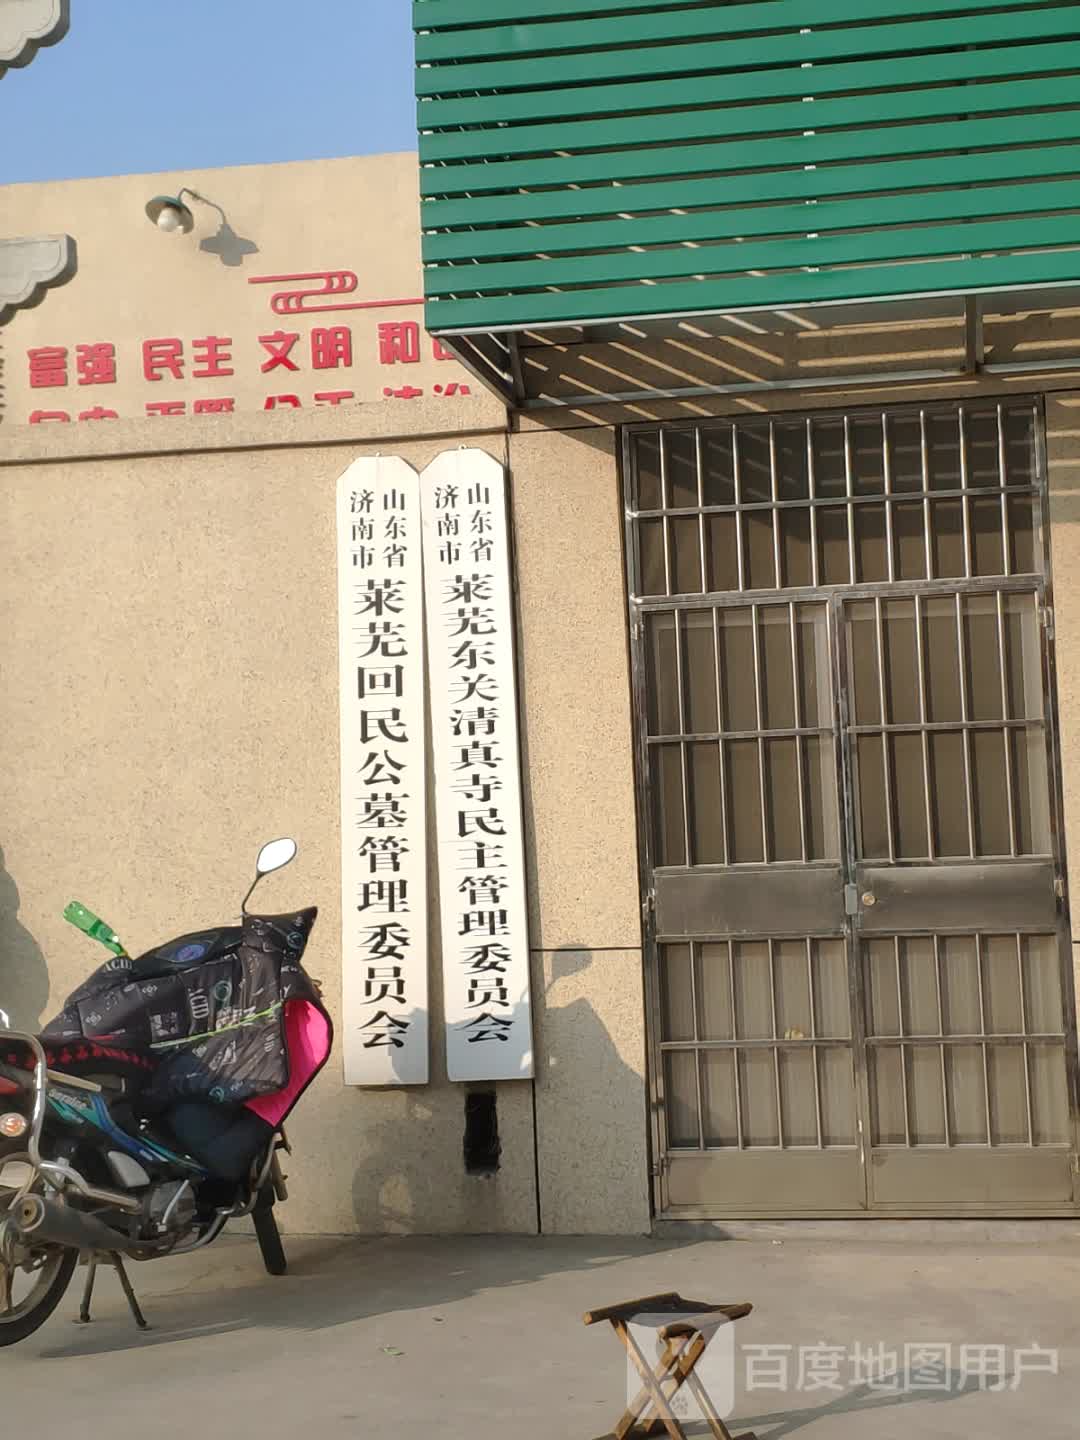 富强 民主 文明 和
山东省
济南市
莱芜东关清真寺民主管理委员会
山东省
济南市
莱芜回民公墓管理委员会
百度地图用户